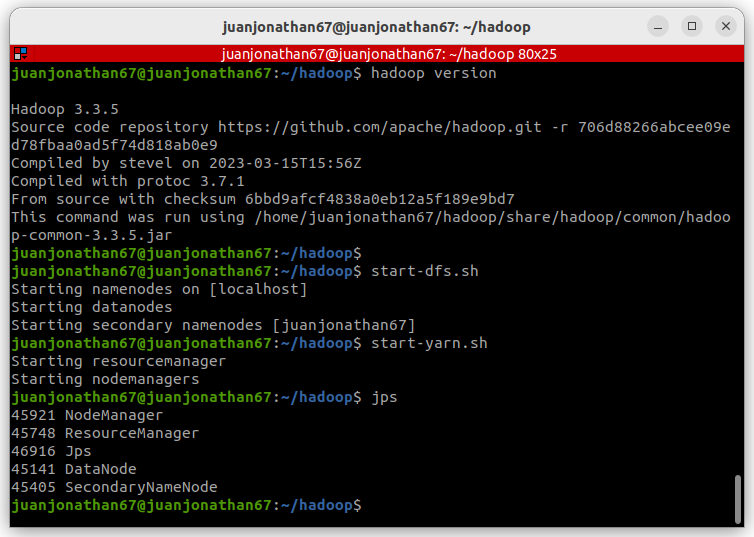 juanjonathan67@juanjonathan67: ~/hadoop
juanjonathan67@juanjonathan67: ~/hadoop 80x25
juanjonathan67@juanjonathan67:~/hadoop$ hadoop version
Hadoop 3.3.5
Source code repository https://github.com/apache/hadoop.git -r 706d88266abcee09e
d78fbaa0ad5f74d818ab0e9
Compiled by stevel on 2023-03-15T15:56Z
Compiled with protoc 3.7.1
From source with checksum 6bbd9afcf4838a0eb12a5f189e9bd7
This command was run using /home/juanjonathan67/hadoop/share/hadoop/common/hadoo
p-common-3.3.5.jar
juanjonathan67@juanjonathan67:~/hadoop$
juanjonathan67@juanjonathan67:~/hadoop$ start-dfs.sh
Starting namenodes on [localhost]
Starting datanodes
Starting secondary namenodes [juanjonathan67]
juanjonathan67@juanjonathan67:~/hadoop$ start-yarn.sh
Starting resourcemanager
Starting nodemanagers
juanjonathan67@juanjonathan67:~/hadoop$ jps
45921 NodeManager
45748 ResourceManager
46916 Jps
45141 DataNode
45405 SecondaryNameNode
juanjonathan67@juanjonathan67:~/hadoop$